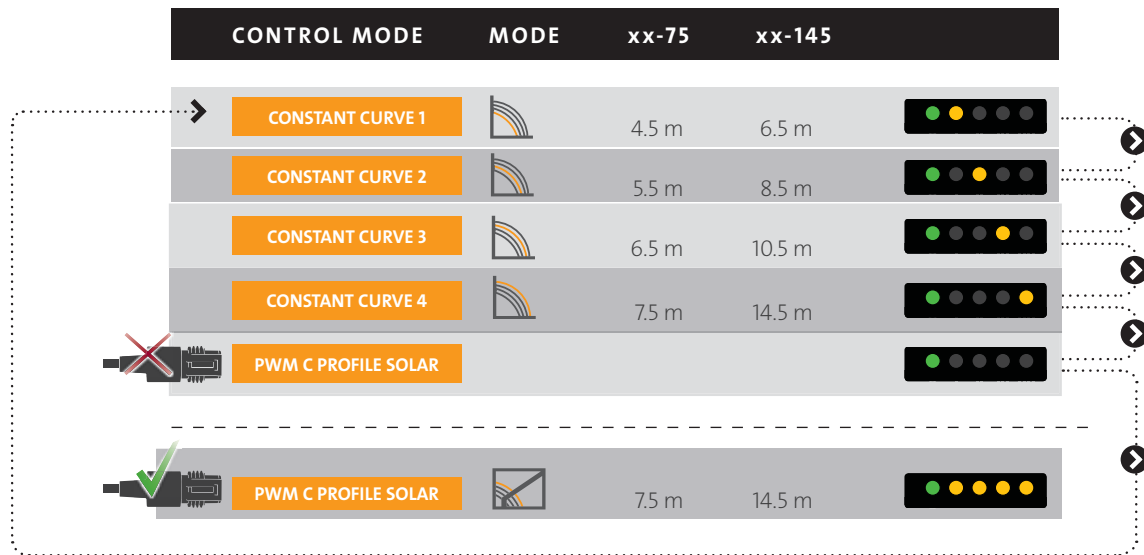 CONTROL MODE MODE xx-75 xx-145
CONSTANT CURVE 1 4.5 m 6.5 m
CONSTANT CURVE 2 5.5 m 8.5 m
CONSTANT CURVE 3 6.5 m 10.5 m
CONSTANT CURVE 4 7.5 m 14.5 m
PWM C PROFILE SOLAR
PWM C PROFILE SOLAR 7.5 m 14.5 m